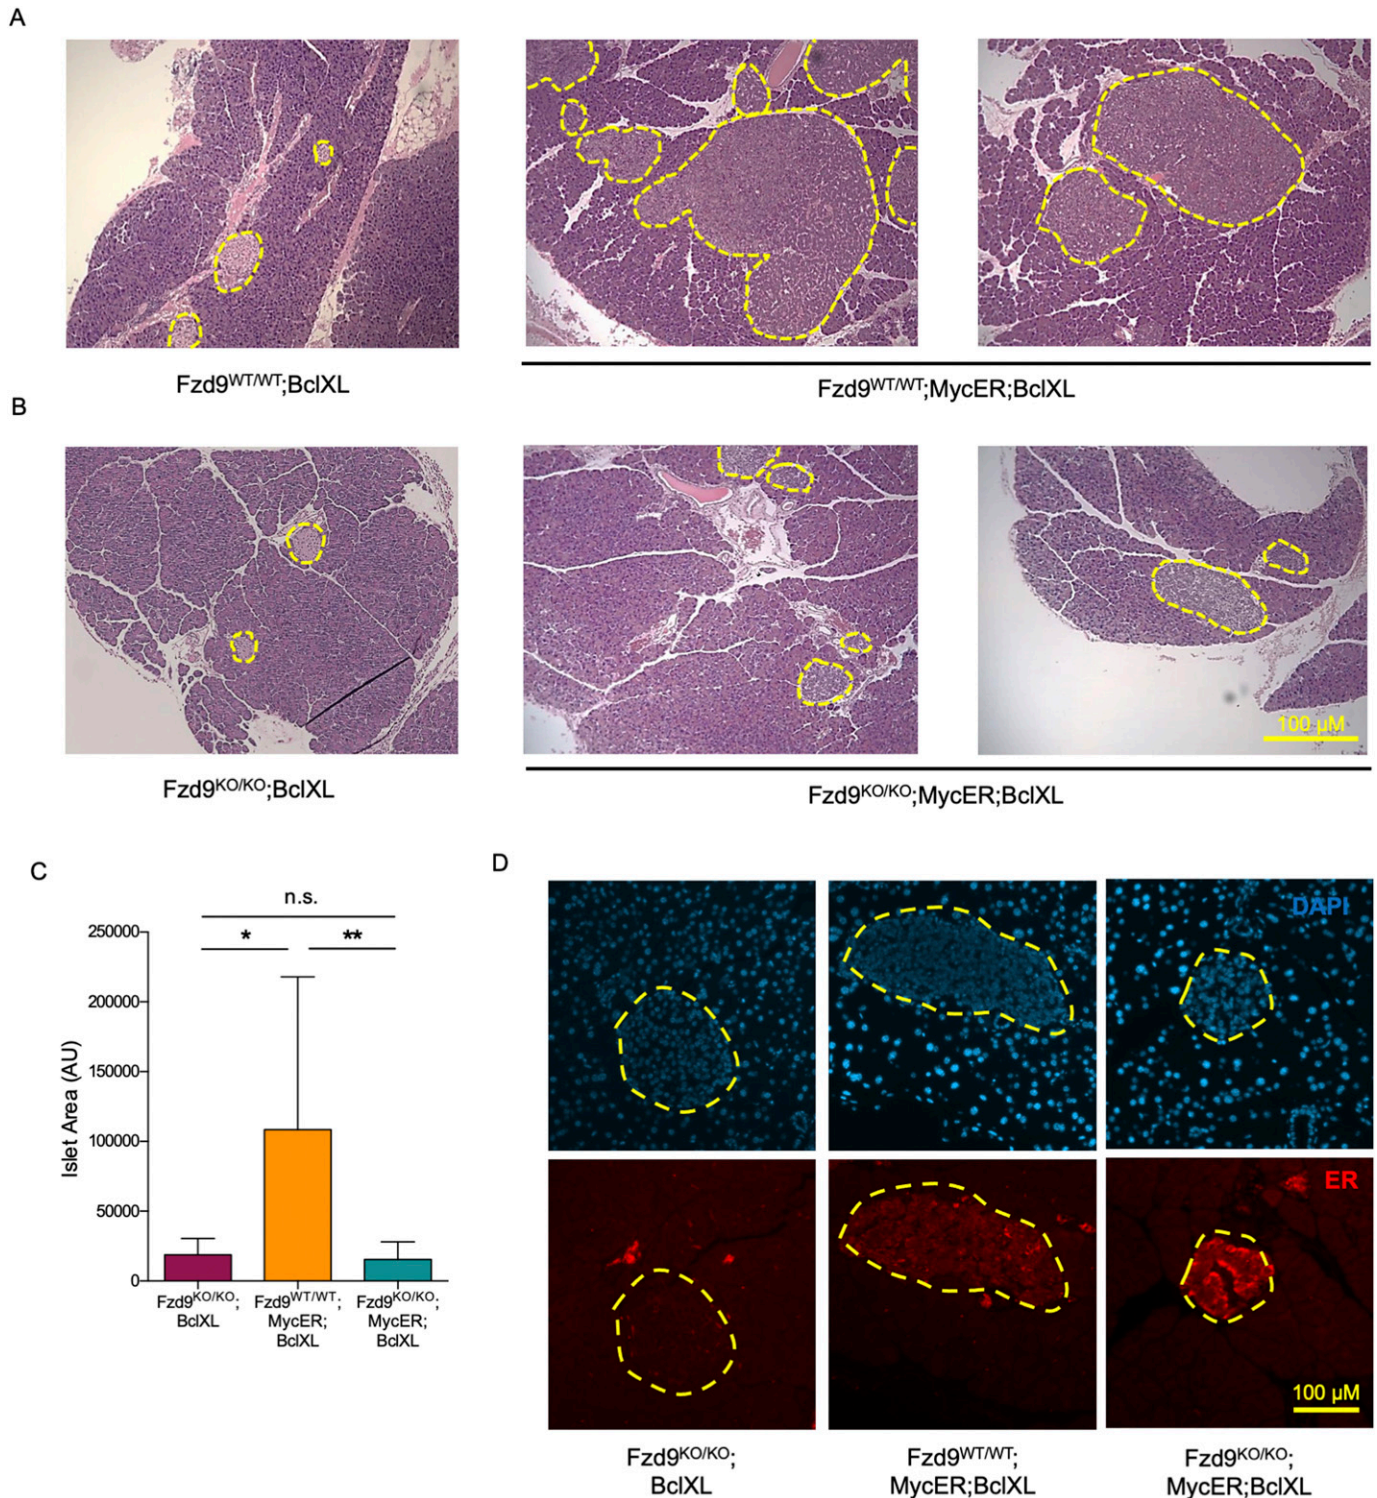 A
Fzd9WT/WT;BclXL
Fzd9WT/WT;MycER;BclXL
B
100 µM
Fzd9KO/KO;BclXL
Fzd9KO/KO;MycER;BclXL
C
n.s.
*
**
250000
200000
150000
100000
50000
0
Islet Area (AU)
Fzd9KO/KO;
BclXL
Fzd9WT/WT;
MycER;
BclXL
Fzd9KO/KO;
MycER;
BclXL
D
DAPI
ER
100 µM
Fzd9KO/KO;
BclXL
Fzd9WT/WT;
MycER;BclXL
Fzd9KO/KO;
MycER;BclXL